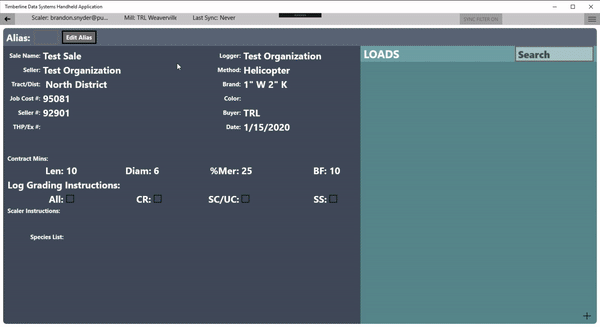 Timberline Data Systems Handheld Application
Scaler: brandon.snyder@pu... Mill: TRL Weaverville Last Sync: Never SYNC FILTER ON
Alias: Edit Alias
Sale Name: Test Sale Logger: Test Organization
Seller: Test Organization Method: Helicopter
Tract/Dist: North District Brand: 1" W 2" K
Job Cost #: 95081 Color:
Seller #: 92901 Buyer: TRL
THP/Ex #: Date: 1/15/2020
Contract Mins:
Len: 10 Diam: 6 %Mer: 25 BF: 10
Log Grading Instructions:
All: CR: SC/UC: SS:
Scaler Instructions:
Species List:
LOADS Search
+